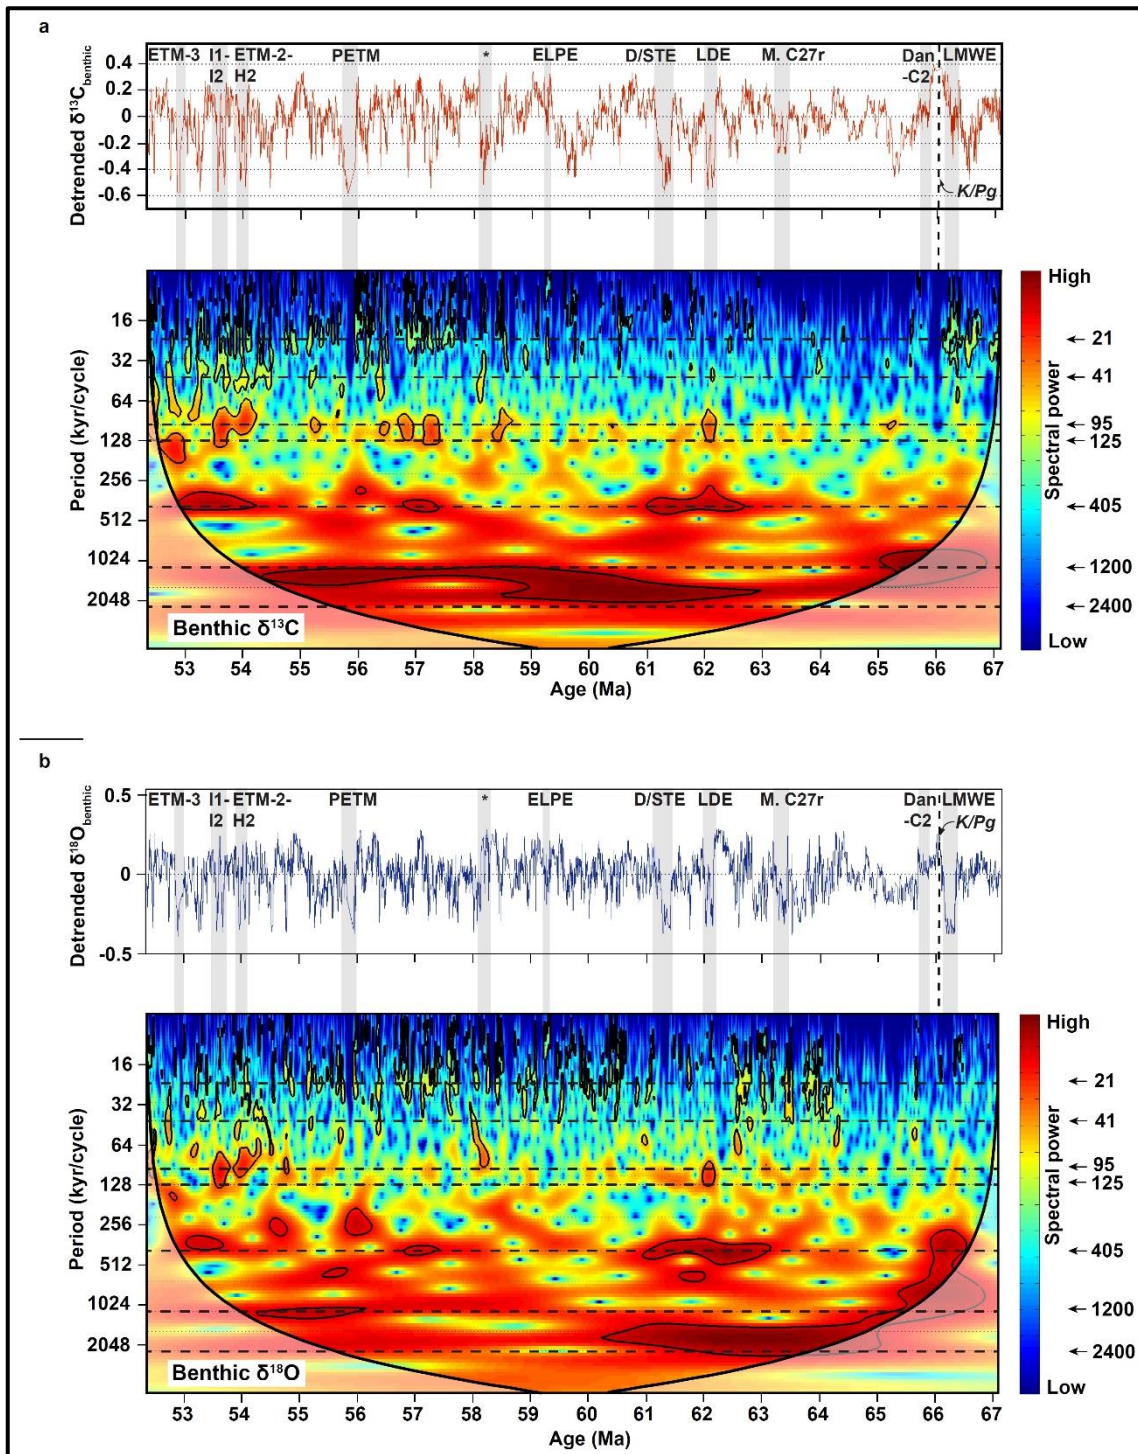 a
ETM-3 I1- ETM-2- PETM * ELPE D/STE LDE M. C27r Dan LMWE
I2 H2 -C2
Detrended δ13Cbenthic
0.4
0.2
0
-0.2
-0.4
-0.6
K/Pg
Period (kyr/cycle)
16
32
64
128
256
512
1024
2048
Benthic δ13C
53 54 55 56 57 58 59 60 61 62 63 64 65 66 67
Age (Ma)
High
21
41
95
125
405
1200
2400
Low
Spectral power
b
ETM-3 I1- ETM-2- PETM * ELPE D/STE LDE M. C27r Dan LMWE
I2 H2 -C2 K/Pg
Detrended δ18Obenthic
0.5
0
-0.5
Period (kyr/cycle)
16
32
64
128
256
512
1024
2048
Benthic δ18O
53 54 55 56 57 58 59 60 61 62 63 64 65 66 67
Age (Ma)
High
21
41
95
125
405
1200
2400
Low
Spectral power